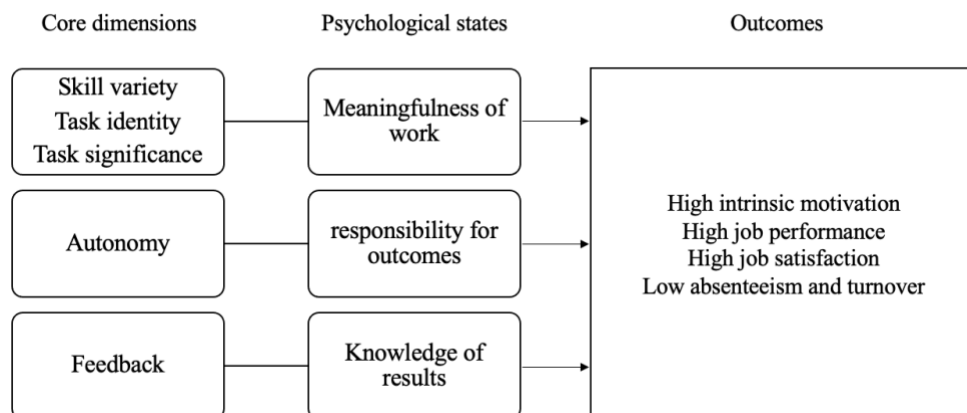 Core dimensions
Psychological states
Outcomes
Skill variety
Task identity
Task significance
Meaningfulness of
work
Autonomy
responsibility for
outcomes
Feedback
Knowledge of
results
High intrinsic motivation
High job performance
High job satisfaction
Low absenteeism and turnover